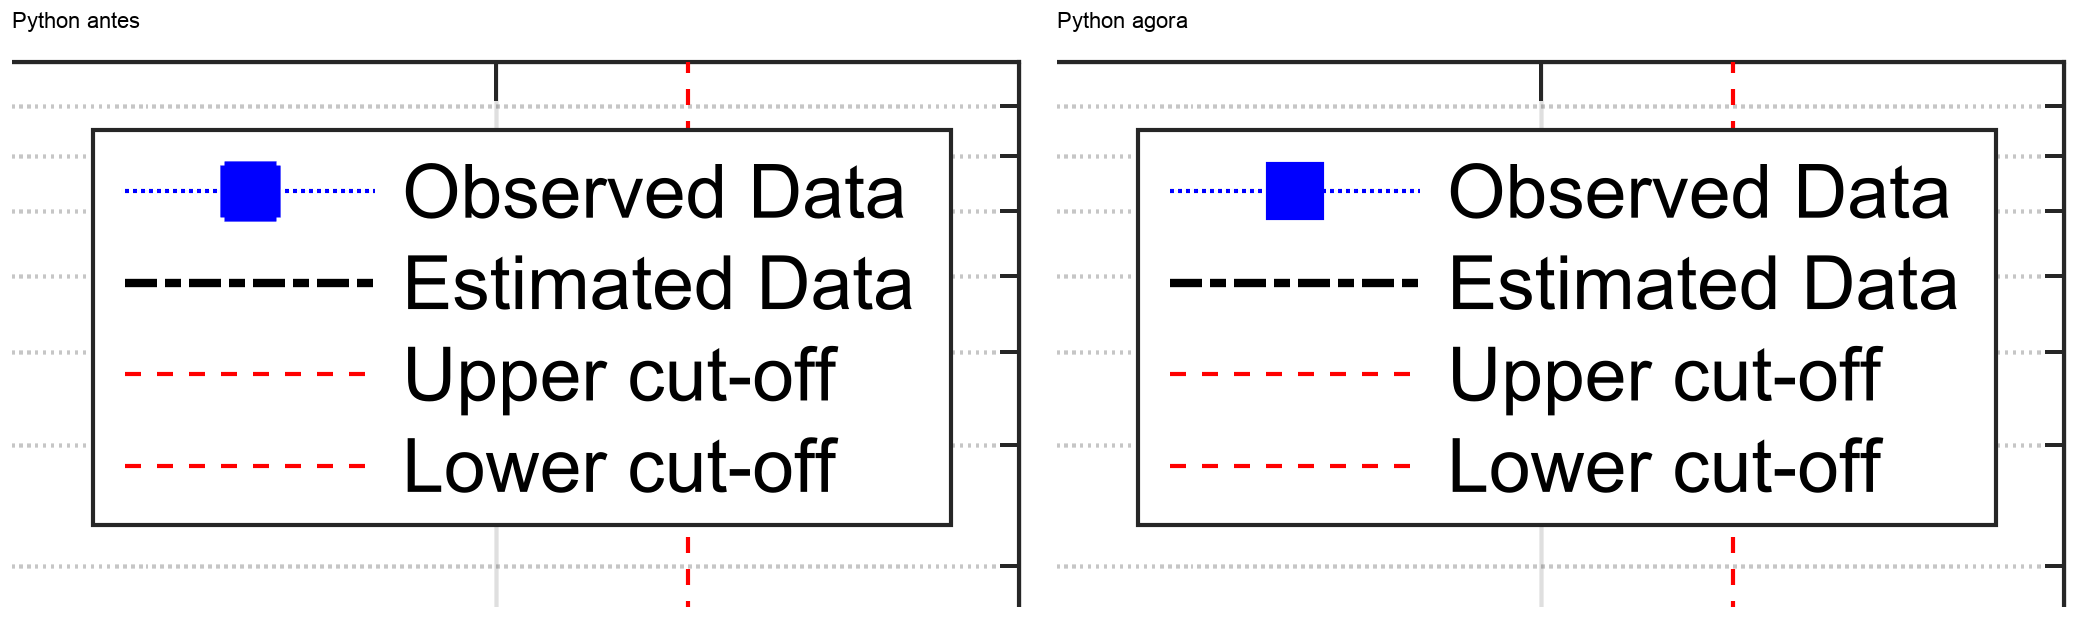 Python antes
Observed Data
Estimated Data
Upper cut-off
Lower cut-off
Python agora
Observed Data
Estimated Data
Upper cut-off
Lower cut-off